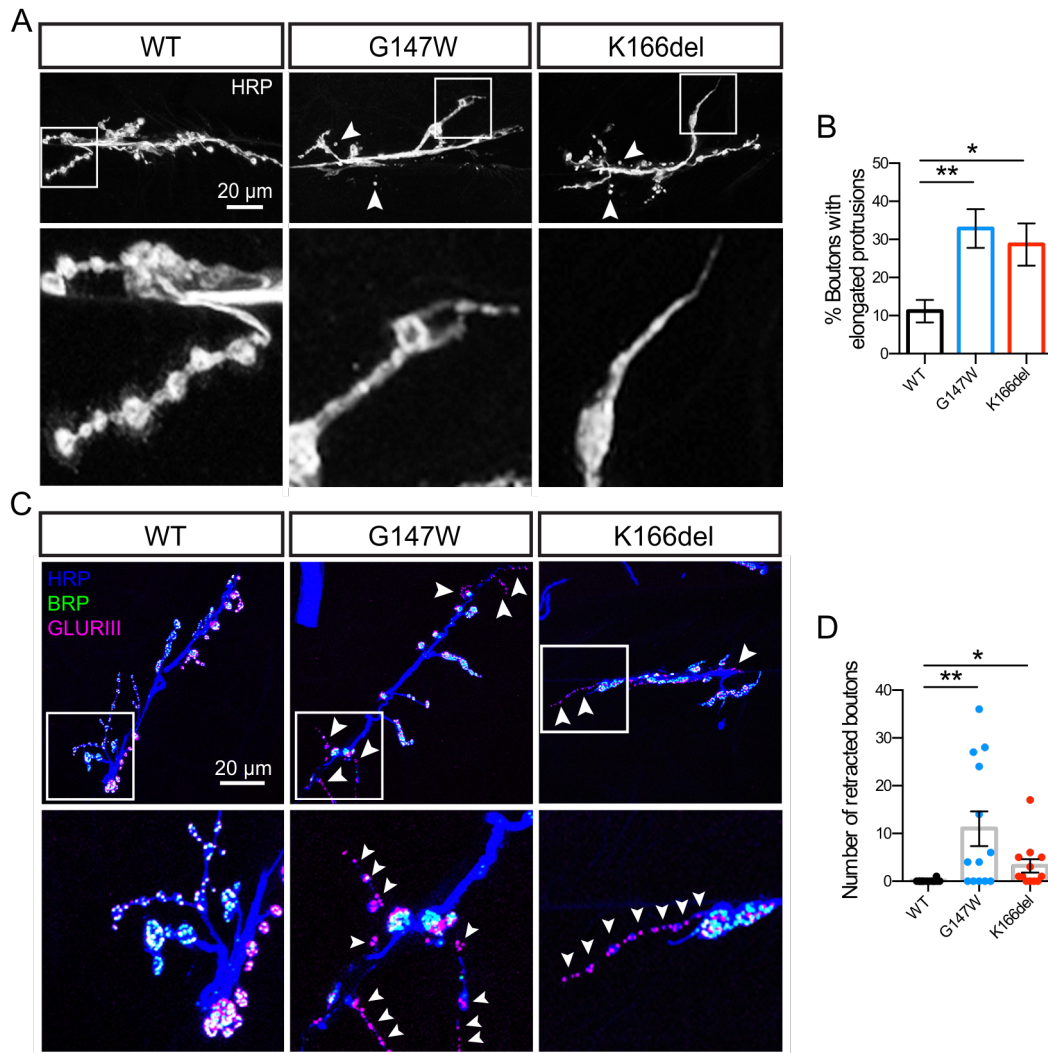 A
WT
G147W
K166del
HRP
20 µm
B
% Boutons with
elongated protrusions
50
40
30
20
10
0
*
**
WT
G147W
K166del
C
WT
G147W
K166del
HRP
BRP
GLURIII
20 µm
D
Number of retracted boutons
40
30
20
10
0
*
**
WT
G147W
K166del